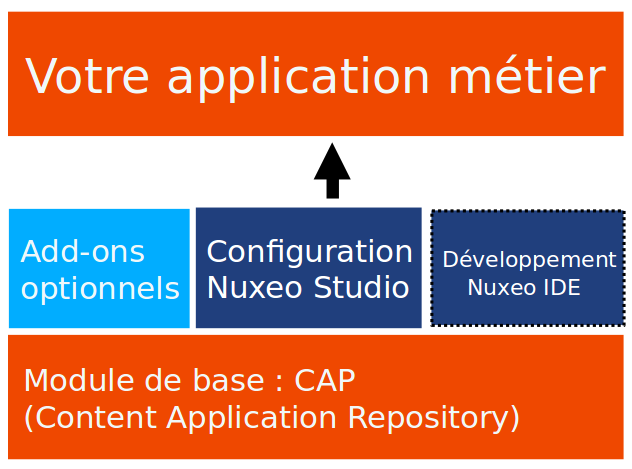 Votre application métier
Add-ons
optionnels
Configuration
Nuxeo Studio
Développement
Nuxeo IDE
Module de base : CAP
(Content Application Repository)